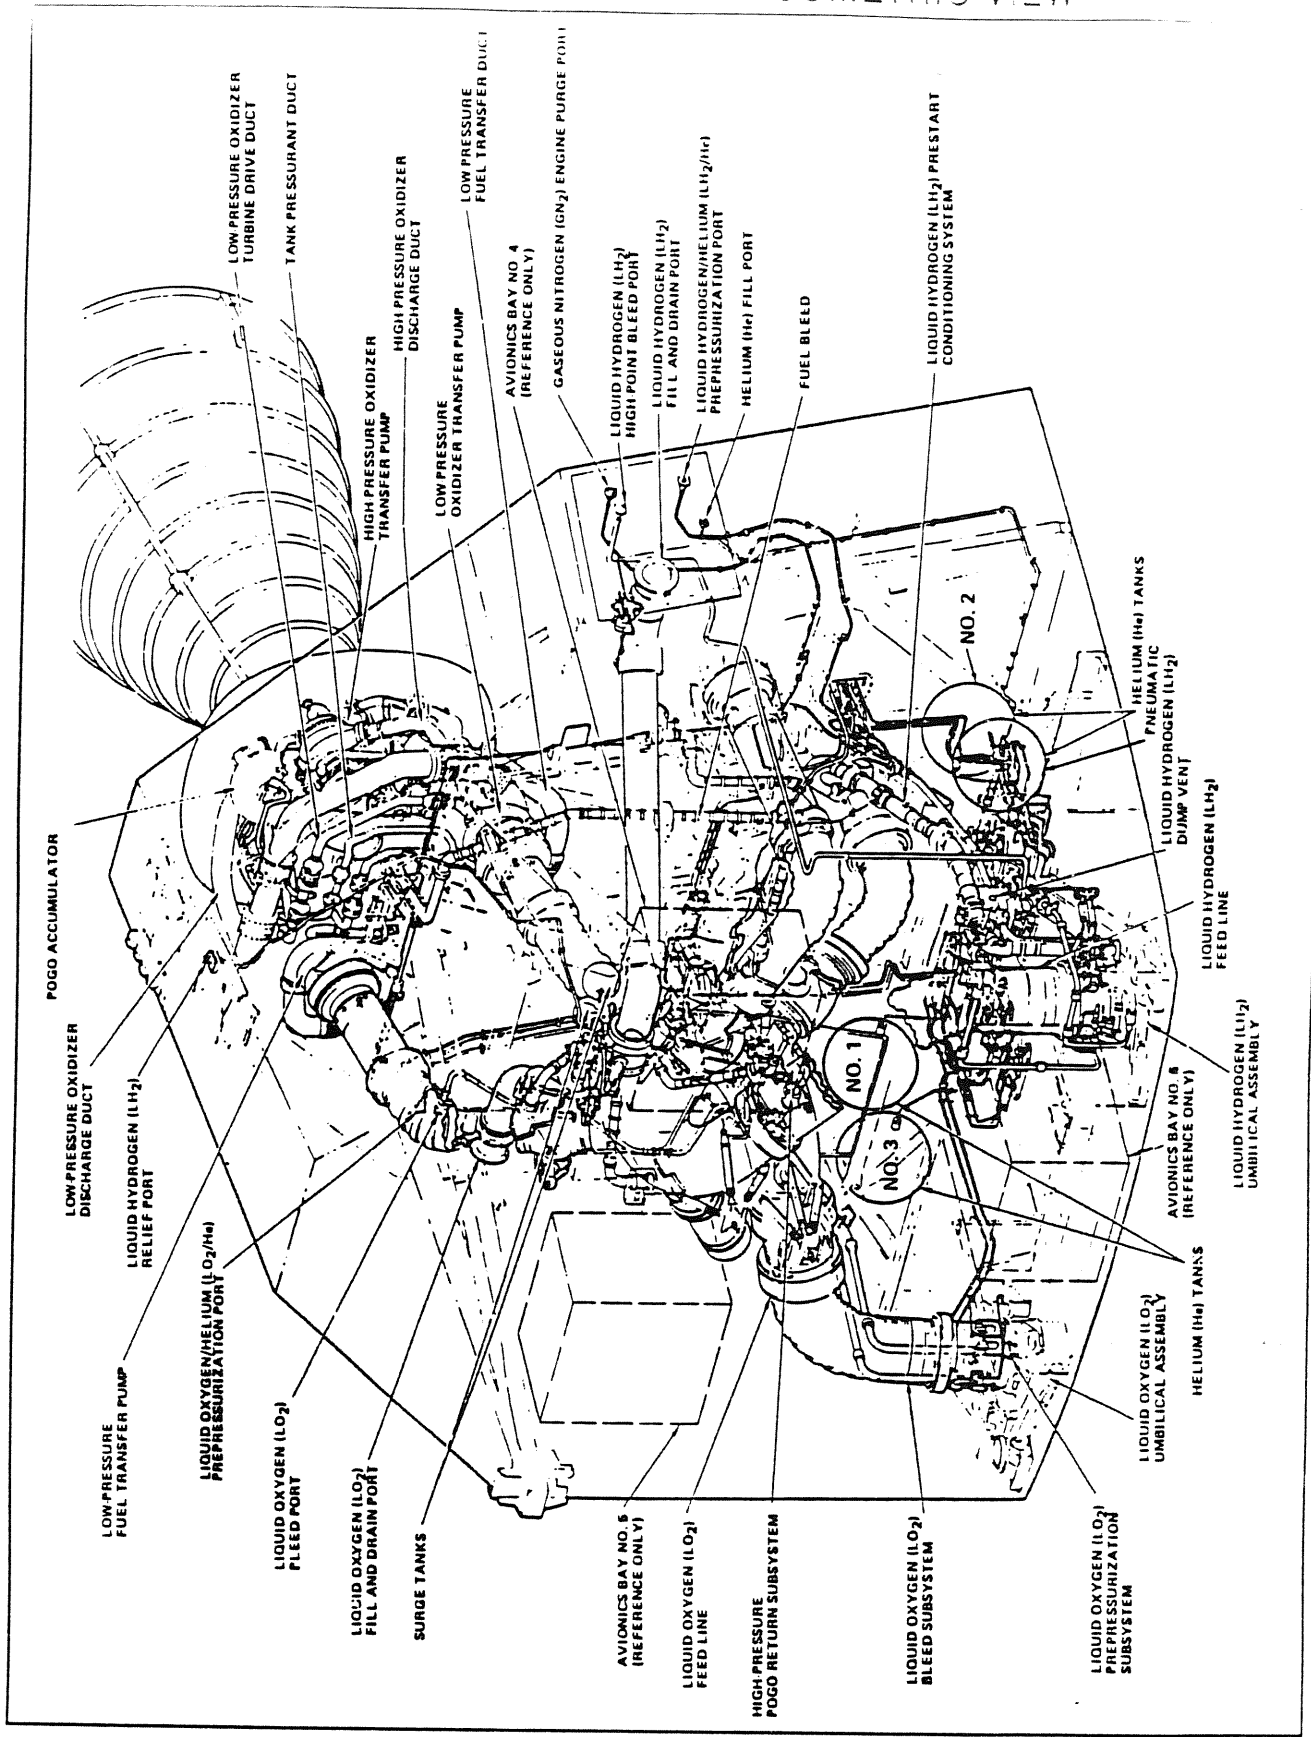 POGO ACCUMULATOR
LOW-PRESSURE OXIDIZER
DISCHARGE DUCT
LOW-PRESSURE
FUEL TRANSFER PUMP
LIQUID HYDROGEN (LH2)
RELIEF PORT
LIQUID OXYGEN/HELIUM (LO2/He)
PREPRESSURIZATION PORT
LOW-PRESSURE OXIDIZER
TURBINE DRIVE DUCT
LIQUID OXYGEN (LO2)
PLEED PORT
TANK PRESSURANT DUCT
LIQUID OXYGEN (LO2)
FILL AND DRAIN PORT
HIGH-PRESSURE OXIDIZER
TRANSFER PUMP
HIGH PRESSURE OXIDIZER
DISCHARGE DUCT
SURGE TANKS
LOW PRESSURE
OXIDIZER TRANSFER PUMP
LOW PRESSURE
FUEL TRANSFER DUCT
AVIONICS BAY NO. 4
(REFERENCE ONLY)
GASEOUS NITROGEN (GN2) ENGINE PURGE PORT
LIQUID HYDROGEN (LH2)
HIGH-POINT BLEED PORT
AVIONICS BAY NO. 5
(REFERENCE ONLY)
LIQUID HYDROGEN (LH2)
FILL AND DRAIN PORT
LIQUID OXYGEN (LO2)
FEED LINE
LIQUID HYDROGEN/HELIUM (LH2/He)
PREPHESSURIZATION PORT
HELIUM (He) FILL PORT
HIGH-PRESSURE
POGO RETURN SUBSYSTEM
FUEL BLEED
NO. 1
NO. 3
LIQUID OXYGEN (LO2)
BLEED SUBSYSTEM
LIQUID HYDROGEN (LH2) PRESTART
CONDITIONING SYSTEM
NO. 2
LIQUID OXYGEN (LO2)
PREPRESSURIZATION
SUBSYSTEM
LIQUID OXYGEN (LO2)
UMBILICAL ASSEMBLY
HELIUM (He) TANKS
PNEUMATIC
LIQUID HYDROGEN (LH2)
DUMP VENT
AVIONICS BAY NO. 6
(REFERENCE ONLY)
HELIUM (He) TANKS
LIQUID HYDROGEN (LH2)
FEED LINE
LIQUID HYDROGEN (LH2)
UMBILICAL ASSEMBLY